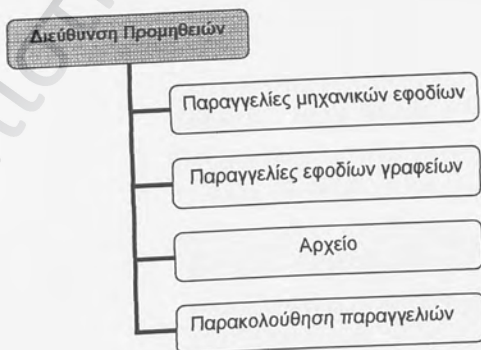 Διεύθυνση Προμηθειών
Παραγγελίες μηχανικών εφοδίων
Παραγγελίες εφοδίων γραφείων
Αρχείο
Παρακολούθηση παραγγελιών